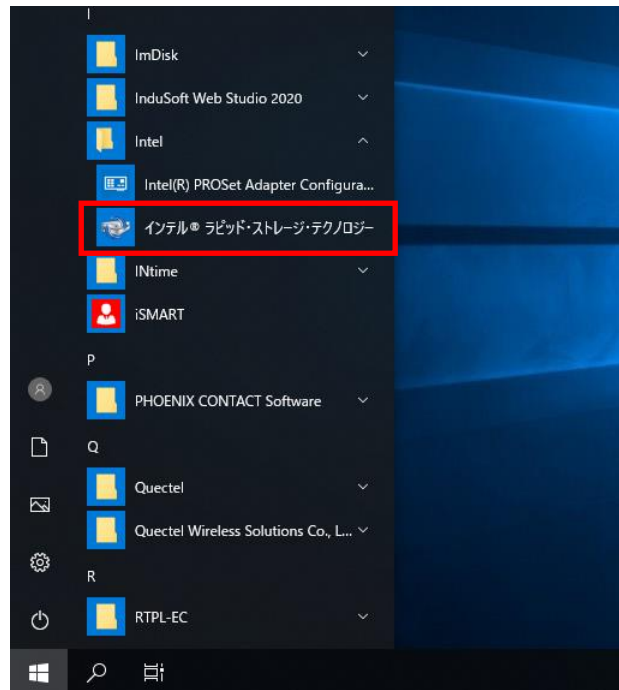 I
ImDisk
InduSoft Web Studio 2020
Intel
Intel(R) PROSet Adapter Configura...
インテル® ラピッド・ストレージ・テクノロジー
INtime
iSMART
P
PHOENIX CONTACT Software
Q
Quectel
Quectel Wireless Solutions Co., L...
R
RTPL-EC